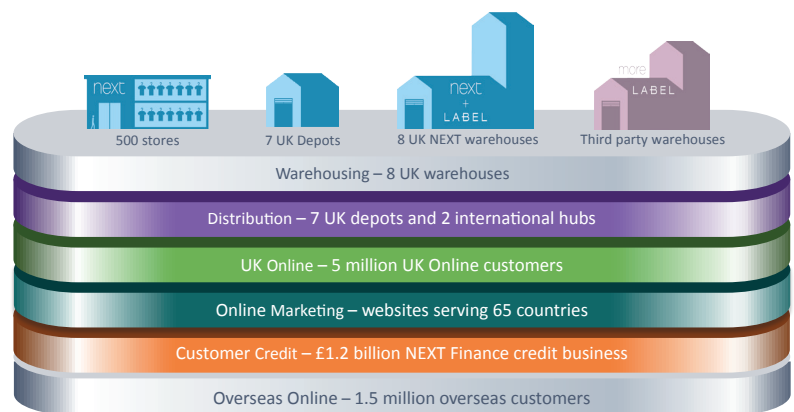 next
next
+
LABEL
more
LABEL
500 stores
7 UK Depots
8 UK NEXT warehouses
Third party warehouses
Warehousing – 8 UK warehouses
Distribution – 7 UK depots and 2 international hubs
UK Online – 5 million UK Online customers
Online Marketing – websites serving 65 countries
Customer Credit – £1.2 billion NEXT Finance credit business
Overseas Online – 1.5 million overseas customers